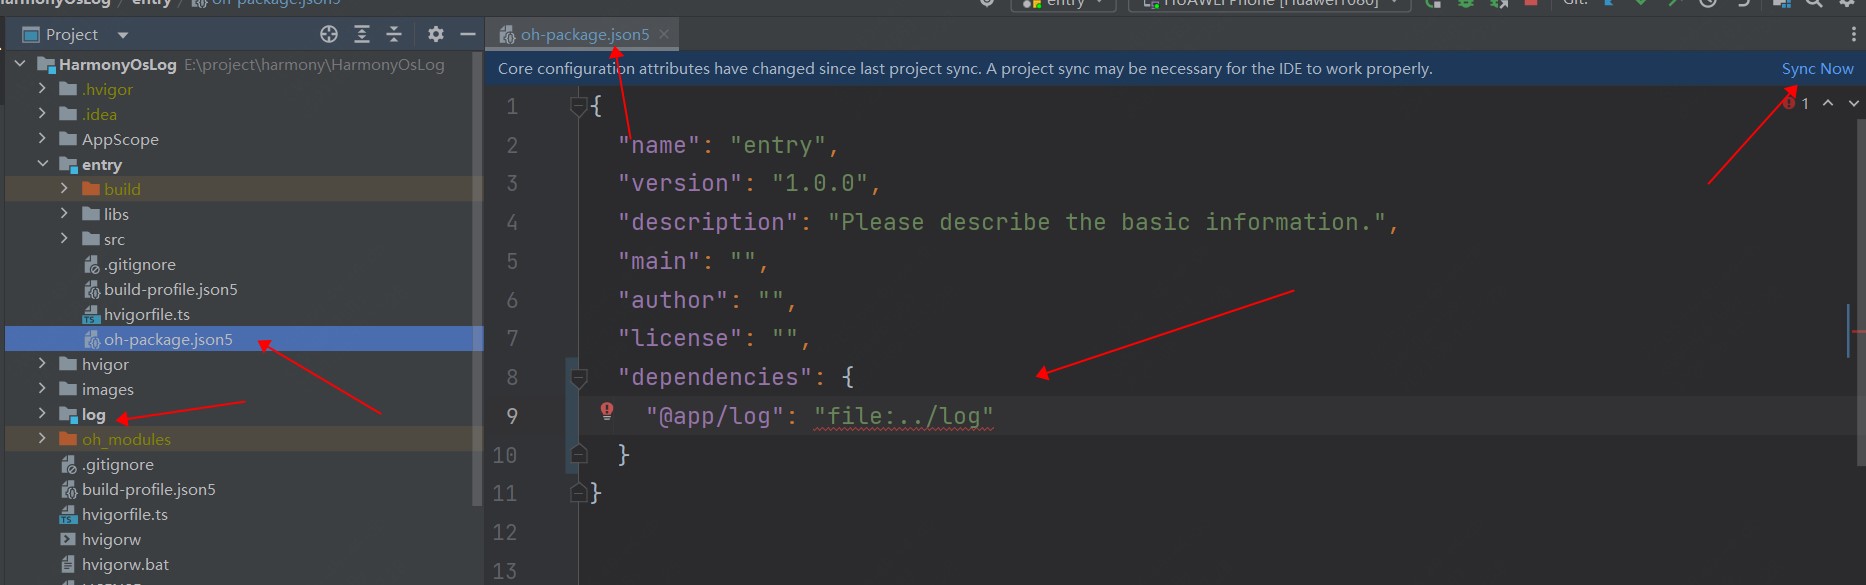 HarmonyOsLog
entry
oh-package.json5
entry
HUAWEI Phone [Huawei1080]
Git:
Project
oh-package.json5
HarmonyOsLog E:\project\harmony\HarmonyOsLog
.hvigor
.idea
AppScope
entry
build
libs
src
.gitignore
build-profile.json5
hvigorfile.ts
oh-package.json5
hvigor
images
log
oh_modules
.gitignore
build-profile.json5
hvigorfile.ts
hvigorw
hvigorw.bat
Core configuration attributes have changed since last project sync. A project sync may be necessary for the IDE to work properly.
Sync Now
1
1 {
2 "name": "entry",
3 "version": "1.0.0",
4 "description": "Please describe the basic information.",
5 "main": "",
6 "author": "",
7 "license": "",
8 "dependencies": {
9 "@app/log": "file:../log"
10 }
11 }
12
13